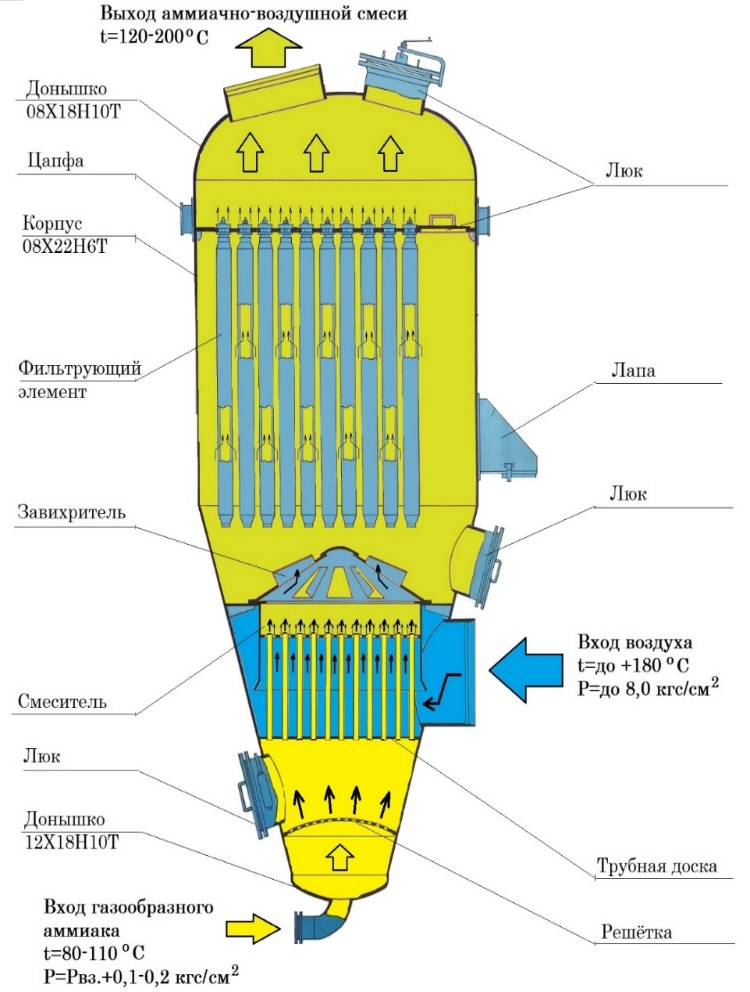 Выход аммиачно-воздушной смеси
t=120-200°C
Донышко
08Х18Н10Т
Цапфа
Люк
Корпус
08Х22Н6Т
Фильтрующий
элемент
Лапа
Люк
Завихритель
Вход воздуха
t=до +180 °C
P=до 8,0 кгс/см²
Смеситель
Люк
Донышко
12Х18Н10Т
Трубная доска
Вход газообразного
аммиака
t=80-110 °C
P=Рвз.+0,1-0,2 кгс/см²
Решётка